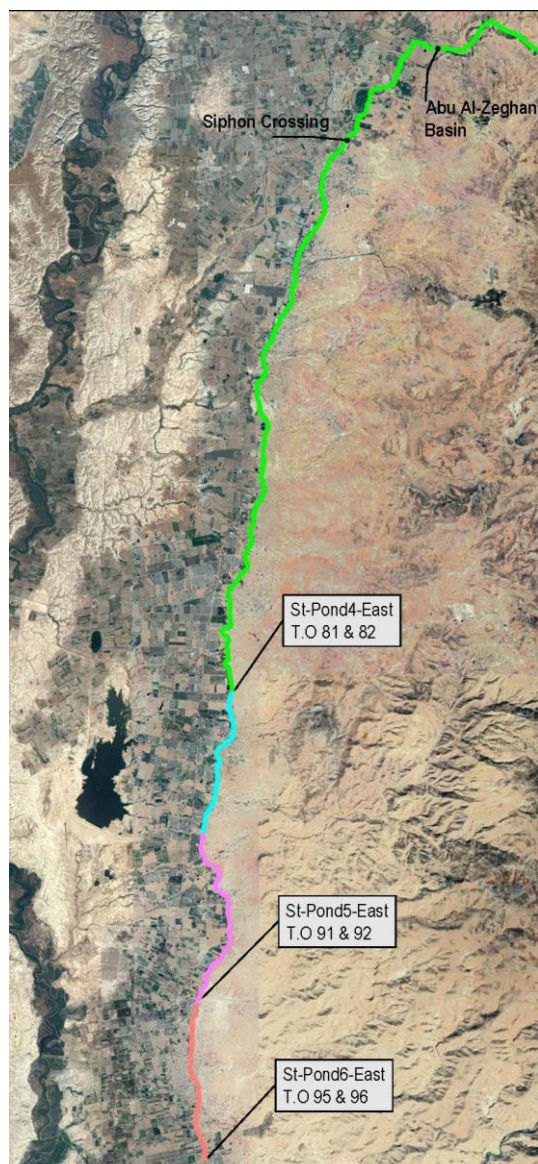 Abu Al-Zeghan
Basin
Siphon Crossing
St-Pond4-East
T.O 81 & 82
St-Pond5-East
T.O 91 & 92
St-Pond6-East
T.O 95 & 96